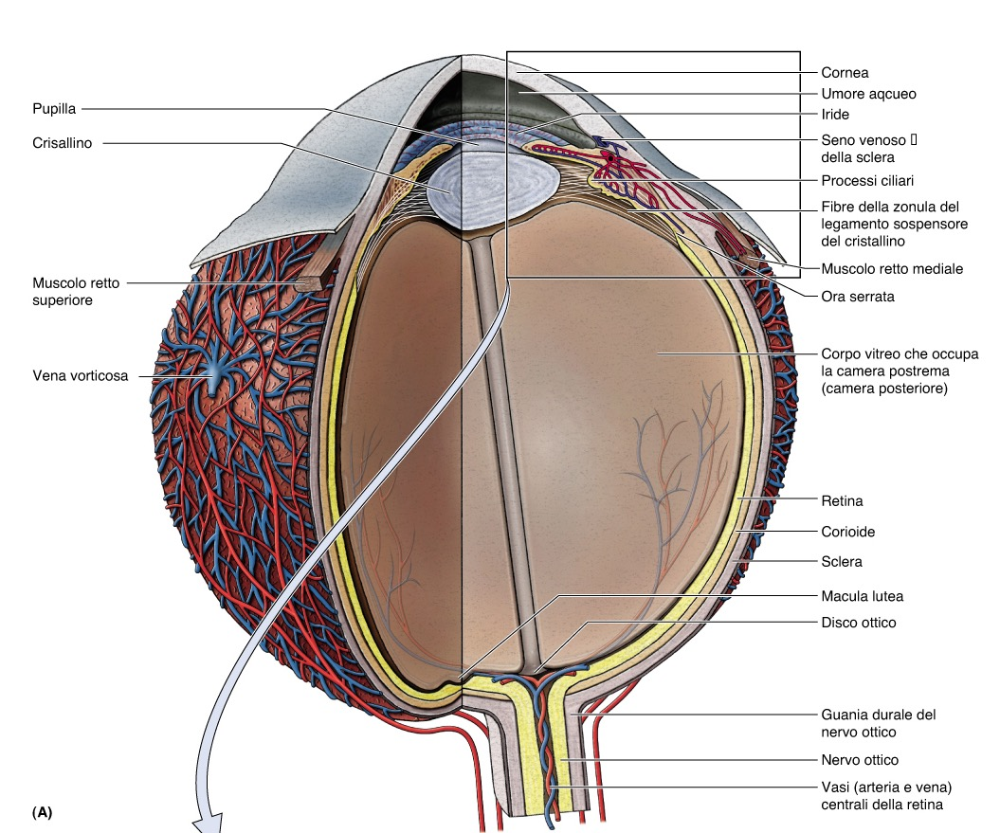 Pupilla
Crisallino
Muscolo retto
superiore
Vena vorticosa
(A)
Cornea
Umore aqcueo
Iride
Seno venoso
della sclera
Processi ciliari
Fibre della zonula del
legamento sospensore
del cristallino
Muscolo retto mediale
Ora serrata
Corpo vitreo che occupa
la camera postrema
(camera posteriore)
Retina
Corioide
Sclera
Macula lutea
Disco ottico
Guania durale del
nervo ottico
Nervo ottico
Vasi (arteria e vena)
centrali della retina